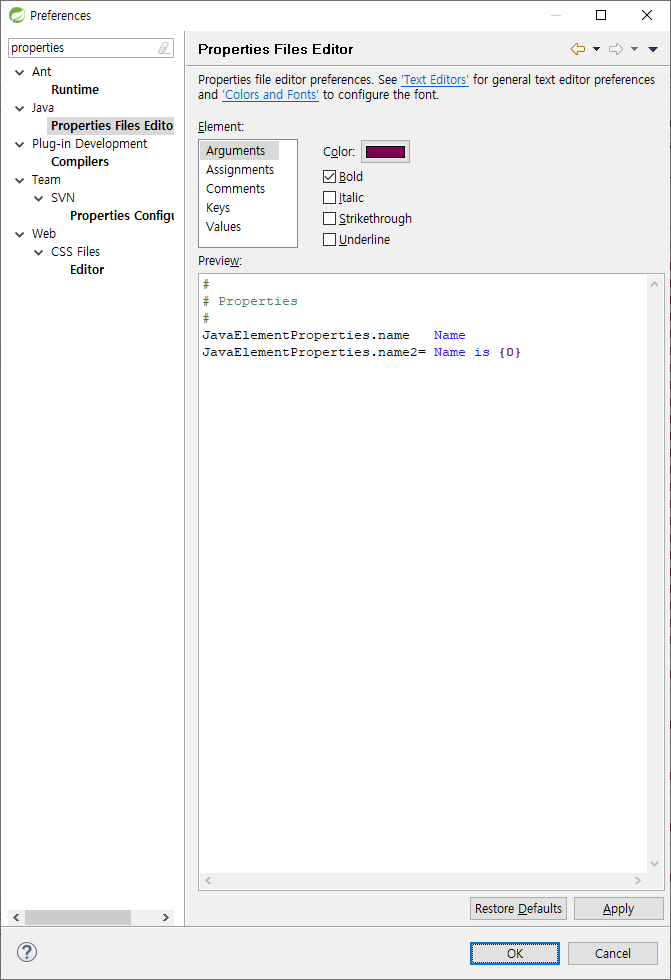 Preferences
properties
Ant
Runtime
Java
Properties Files Edito
Plug-in Development
Compilers
Team
SVN
Properties Configu
Web
CSS Files
Editor
Properties Files Editor
Properties file editor preferences. See 'Text Editors' for general text editor preferences
and 'Colors and Fonts' to configure the font.
Element:
Arguments
Assignments
Comments
Keys
Values
Color:
Bold
Italic
Strikethrough
Underline
Preview:
#
# Properties
#
JavaElementProperties.name   Name
JavaElementProperties.name2= Name is {0}
Restore Defaults
Apply
?
OK
Cancel